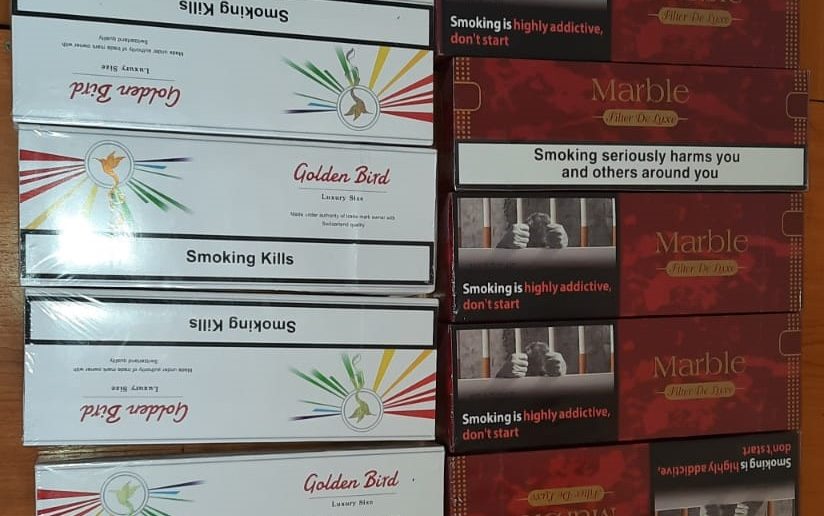 Smoking Kills
Made under authority of trade mark owner with
Switzerland quality
Luxury Size
Golden Bird
Golden Bird
Luxury Size
Made under authority of trade mark owner with
Switzerland quality
Smoking Kills
Smoking Kills
Made under authority of trade mark owner with
Switzerland quality
Luxury Size
Golden Bird
Golden Bird
Luxury Size
Marble
Filter De Luxe
Smoking is highly addictive,
don't start
Marble
Filter De Luxe
Smoking seriously harms you
and others around you
Marble
Filter De Luxe
Smoking is highly addictive,
don't start
Marble
Filter De Luxe
Smoking is highly addictive,
don't start
Smoking is highly addictive,
don't start
Filter De Luxe
Marble